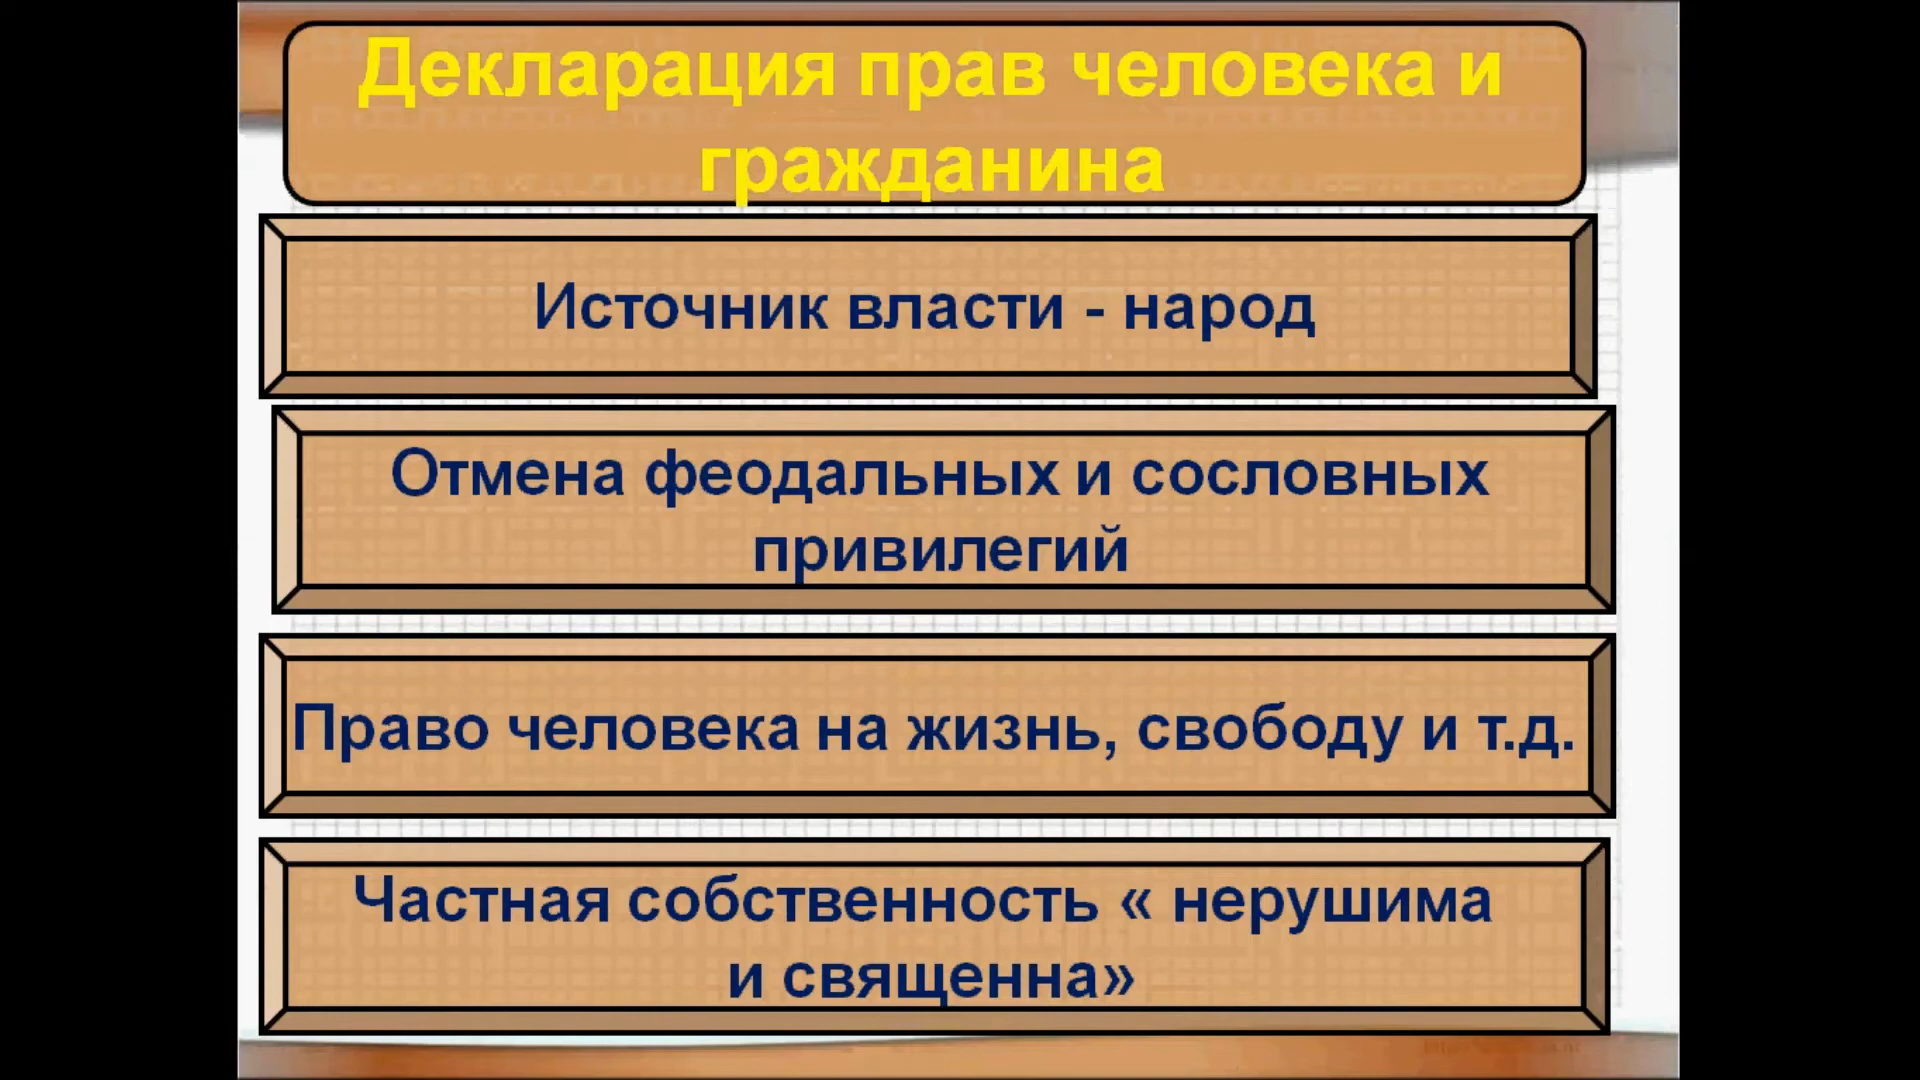 Декларация прав человека и
гражданина
Источник власти - народ
Отмена феодальных и сословных
привилегий
Право человека на жизнь, свободу и т.д.
Частная собственность « нерушима
и священна»